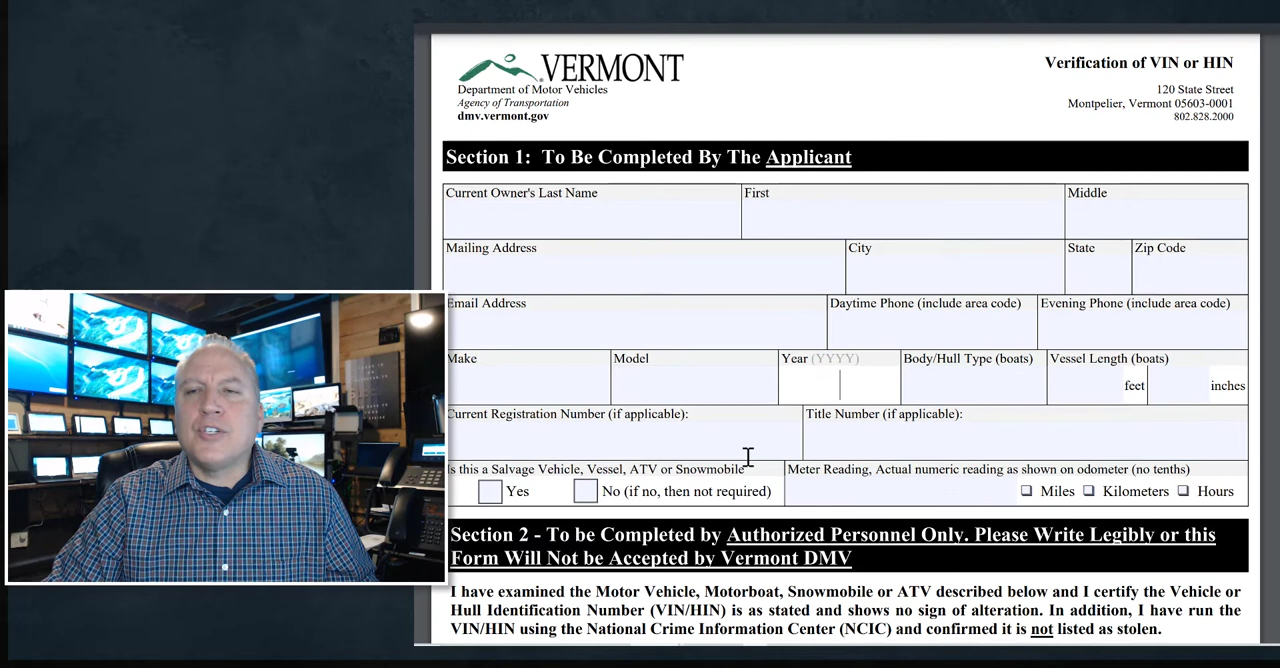 VERMONT
Department of Motor Vehicles
Agency of Transportation
dmv.vermont.gov
Verification of VIN or HIN
120 State Street
Montpelier, Vermont 05603-0001
802.828.2000
Section 1: To Be Completed By The Applicant
Current Owner's Last Name First Middle
Mailing Address City State Zip Code
Email Address Daytime Phone (include area code) Evening Phone (include area code)
Make Model Year (YYYY) Body/Hull Type (boats) Vessel Length (boats)
feet inches
Current Registration Number (if applicable): Title Number (if applicable):
Is this a Salvage Vehicle, Vessel, ATV or Snowmobile Meter Reading, Actual numeric reading as shown on odometer (no tenths)
Yes No (if no, then not required) Miles Kilometers Hours
Section 2 - To be Completed by Authorized Personnel Only. Please Write Legibly or this
Form Will Not be Accepted by Vermont DMV
I have examined the Motor Vehicle, Motorboat, Snowmobile or ATV described below and I certify the Vehicle or
Hull Identification Number (VIN/HIN) is as stated and shows no sign of alteration. In addition, I have run the
VIN/HIN using the National Crime Information Center (NCIC) and confirmed it is not listed as stolen.